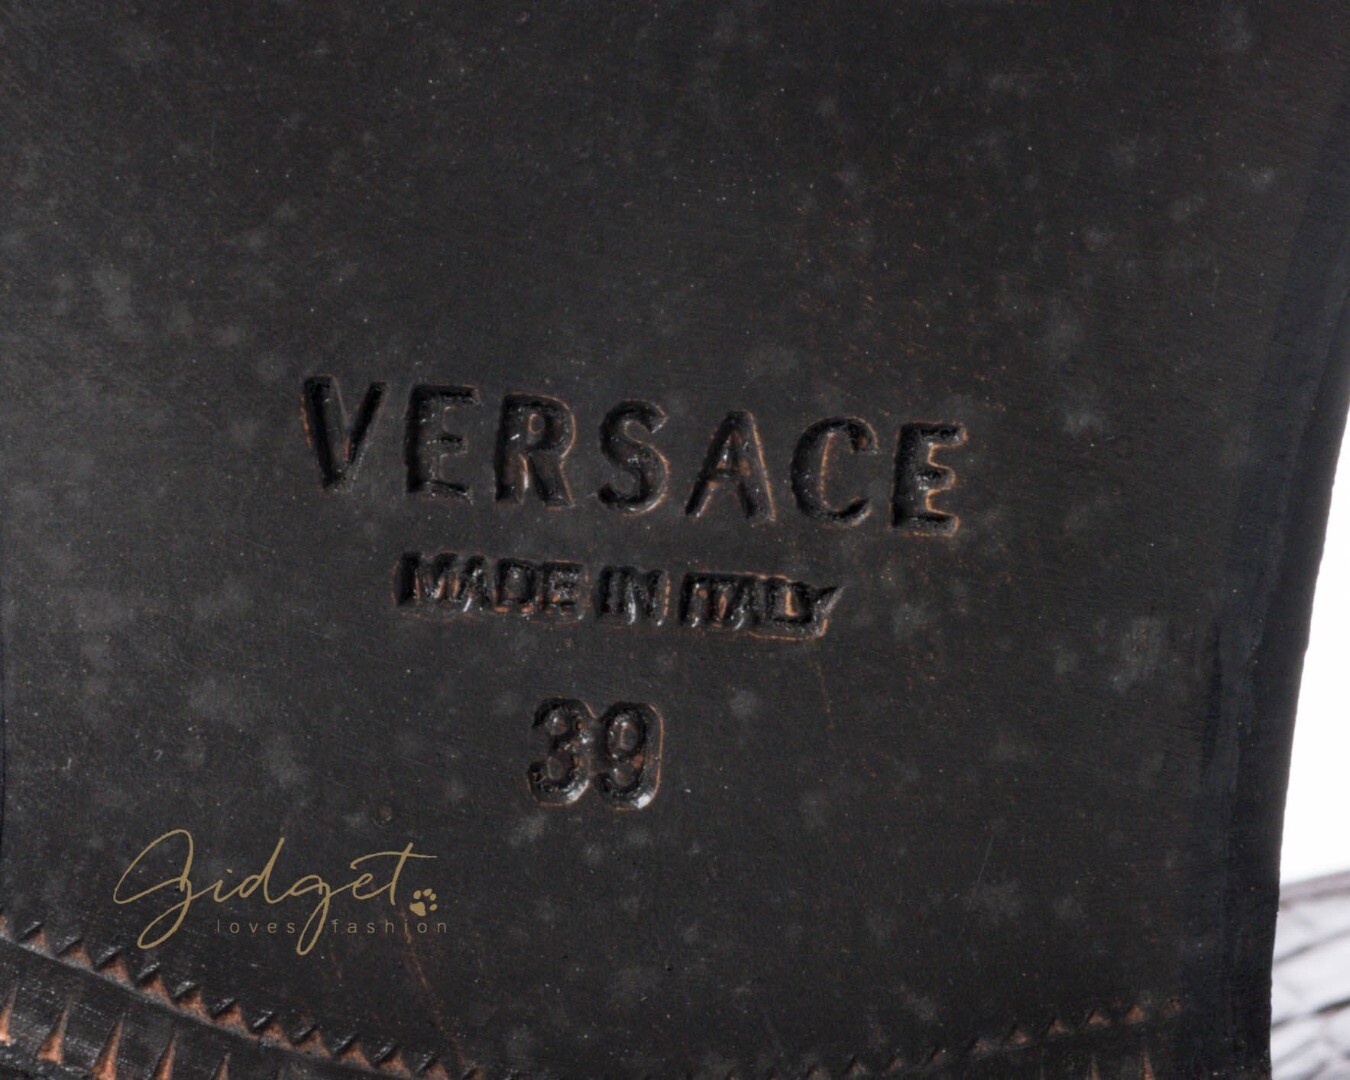 VERSACE
MADE IN ITALY
39
Gidget
loves fashion